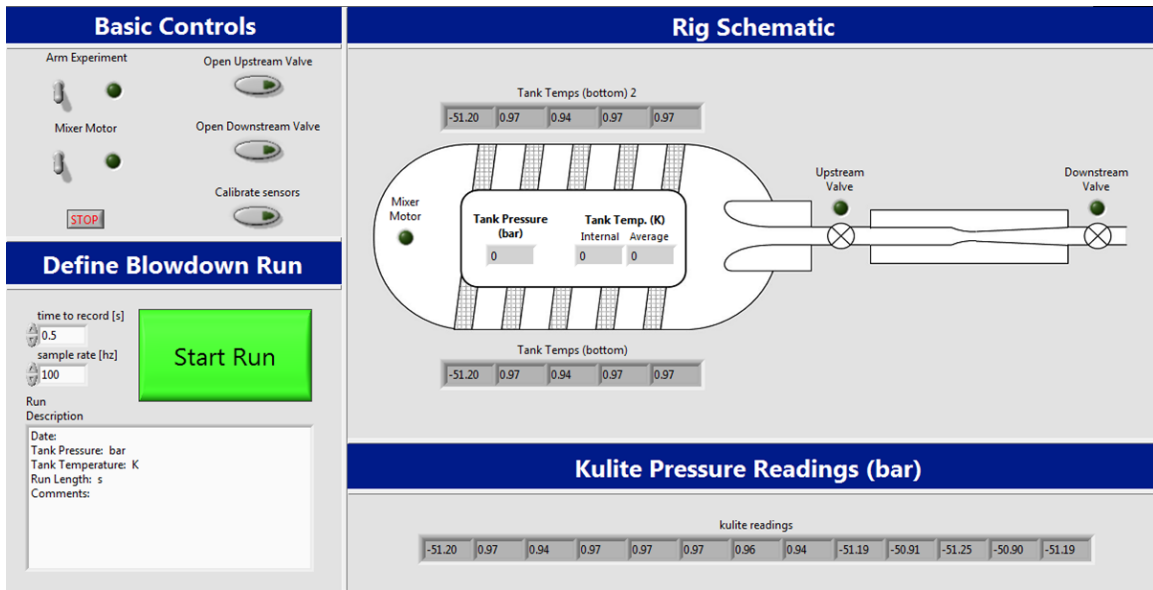 Basic Controls
Arm Experiment
Open Upstream Valve
Mixer Motor
Open Downstream Valve
Calibrate sensors
STOP
Define Blowdown Run
time to record [s]
0.5
sample rate [hz]
100
Start Run
Run
Description
Date:
Tank Pressure: bar
Tank Temperature: K
Run Length: s
Comments:
Rig Schematic
Tank Temps (bottom) 2
-51.20 0.97 0.94 0.97 0.97
Mixer
Motor
Tank Pressure
(bar)
0
Tank Temp. (K)
Internal Average
0 0
Upstream
Valve
Downstream
Valve
Tank Temps (bottom)
-51.20 0.97 0.94 0.97 0.97
Kulite Pressure Readings (bar)
kulite readings
-51.20 0.97 0.94 0.97 0.97 0.97 0.96 0.94 -51.19 -50.91 -51.25 -50.90 -51.19